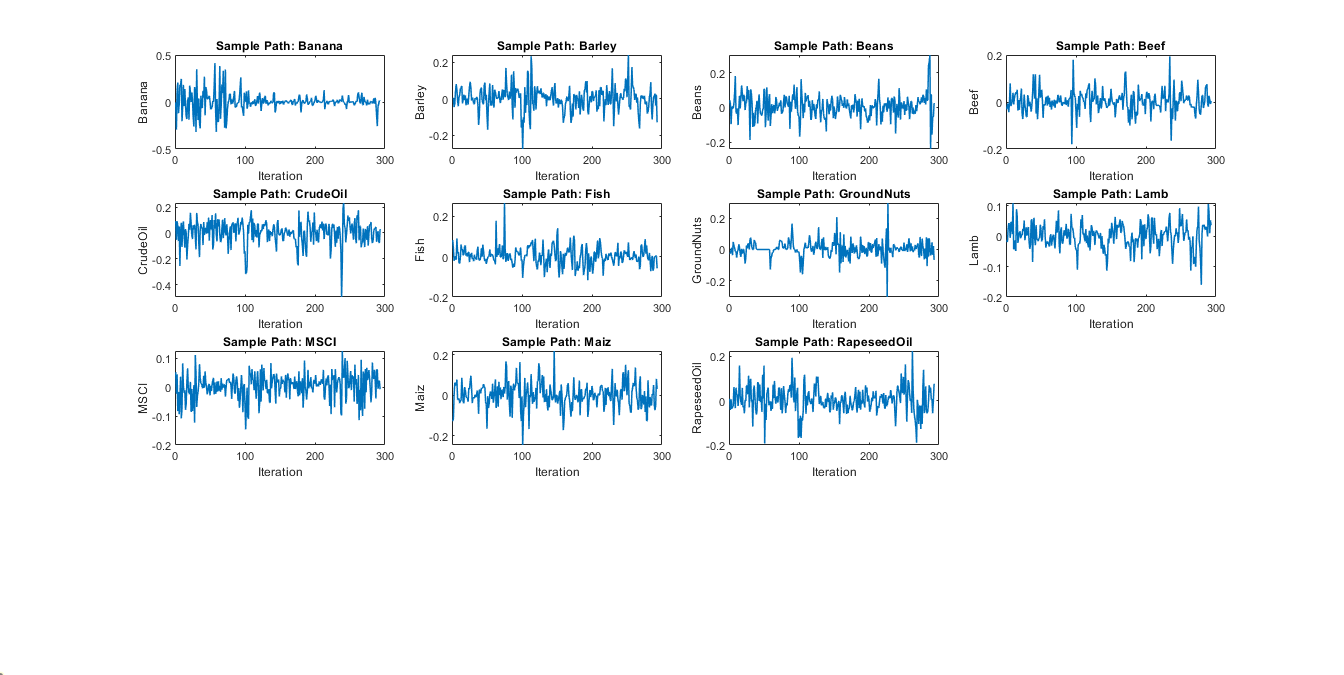 Sample Path: Banana
Banana
0.5
0
-0.5
0
100
200
300
Iteration
Sample Path: Barley
Barley
0.2
0
-0.2
0
100
200
300
Iteration
Sample Path: Beans
Beans
0.2
0
-0.2
0
100
200
300
Iteration
Sample Path: Beef
Beef
0.2
0
-0.2
0
100
200
300
Iteration
Sample Path: CrudeOil
CrudeOil
0.2
0
-0.2
-0.4
0
100
200
300
Iteration
Sample Path: Fish
Fish
0.2
0
-0.2
0
100
200
300
Iteration
Sample Path: GroundNuts
GroundNuts
0.2
0
-0.2
0
100
200
300
Iteration
Sample Path: Lamb
Lamb
0.1
0
-0.1
-0.2
0
100
200
300
Iteration
Sample Path: MSCI
MSCI
0.1
0
-0.1
-0.2
0
100
200
300
Iteration
Sample Path: Maiz
Maiz
0.2
0
-0.2
0
100
200
300
Iteration
Sample Path: RapeseedOil
RapeseedOil
0.2
0
-0.2
0
100
200
300
Iteration